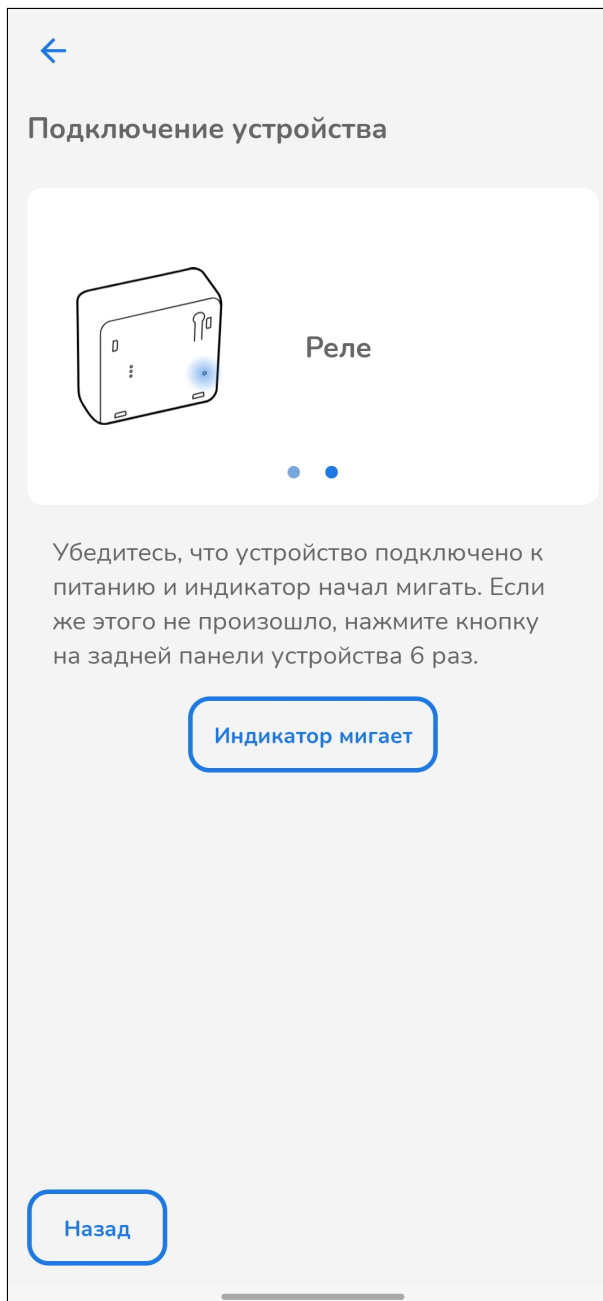 Подключение устройства
Реле
Убедитесь, что устройство подключено к
питанию и индикатор начал мигать. Если
же этого не произошло, нажмите кнопку
на задней панели устройства 6 раз.
Индикатор мигает
Назад